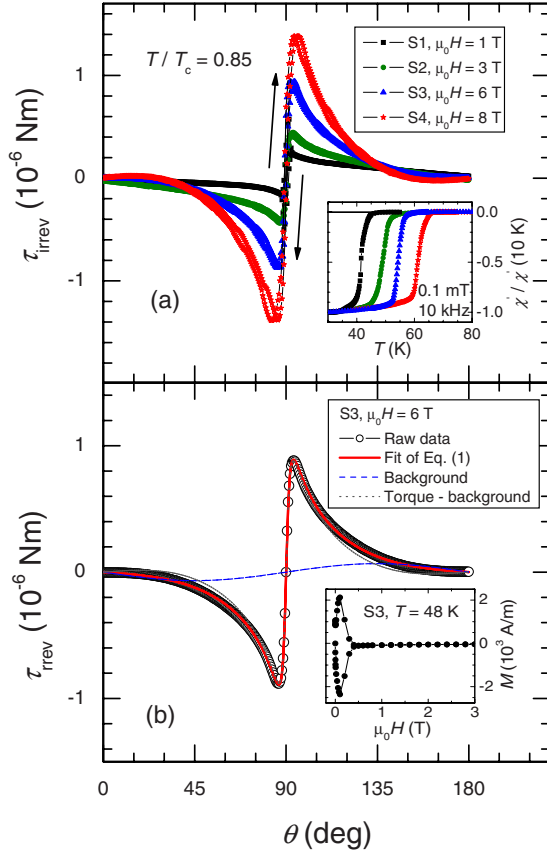 T / T_c = 0.85
S1, μ₀H = 1 T
S2, μ₀H = 3 T
S3, μ₀H = 6 T
S4, μ₀H = 8 T
1
0
-1
τ_irrev (10⁻⁶ Nm)
(a)
0.0
-0.5
-1.0
χ' / χ' (10 K)
0.1 mT
10 kHz
40 60 80
T (K)
S3, μ₀H = 6 T
Raw data
Fit of Eq. (1)
Background
Torque - background
1
0
-1
τ_rrev (10⁻⁶ Nm)
(b)
S3, T = 48 K
2
0
-2
M (10³ A/m)
0 1 2 3
μ₀H (T)
0 45 90 135 180
θ (deg)